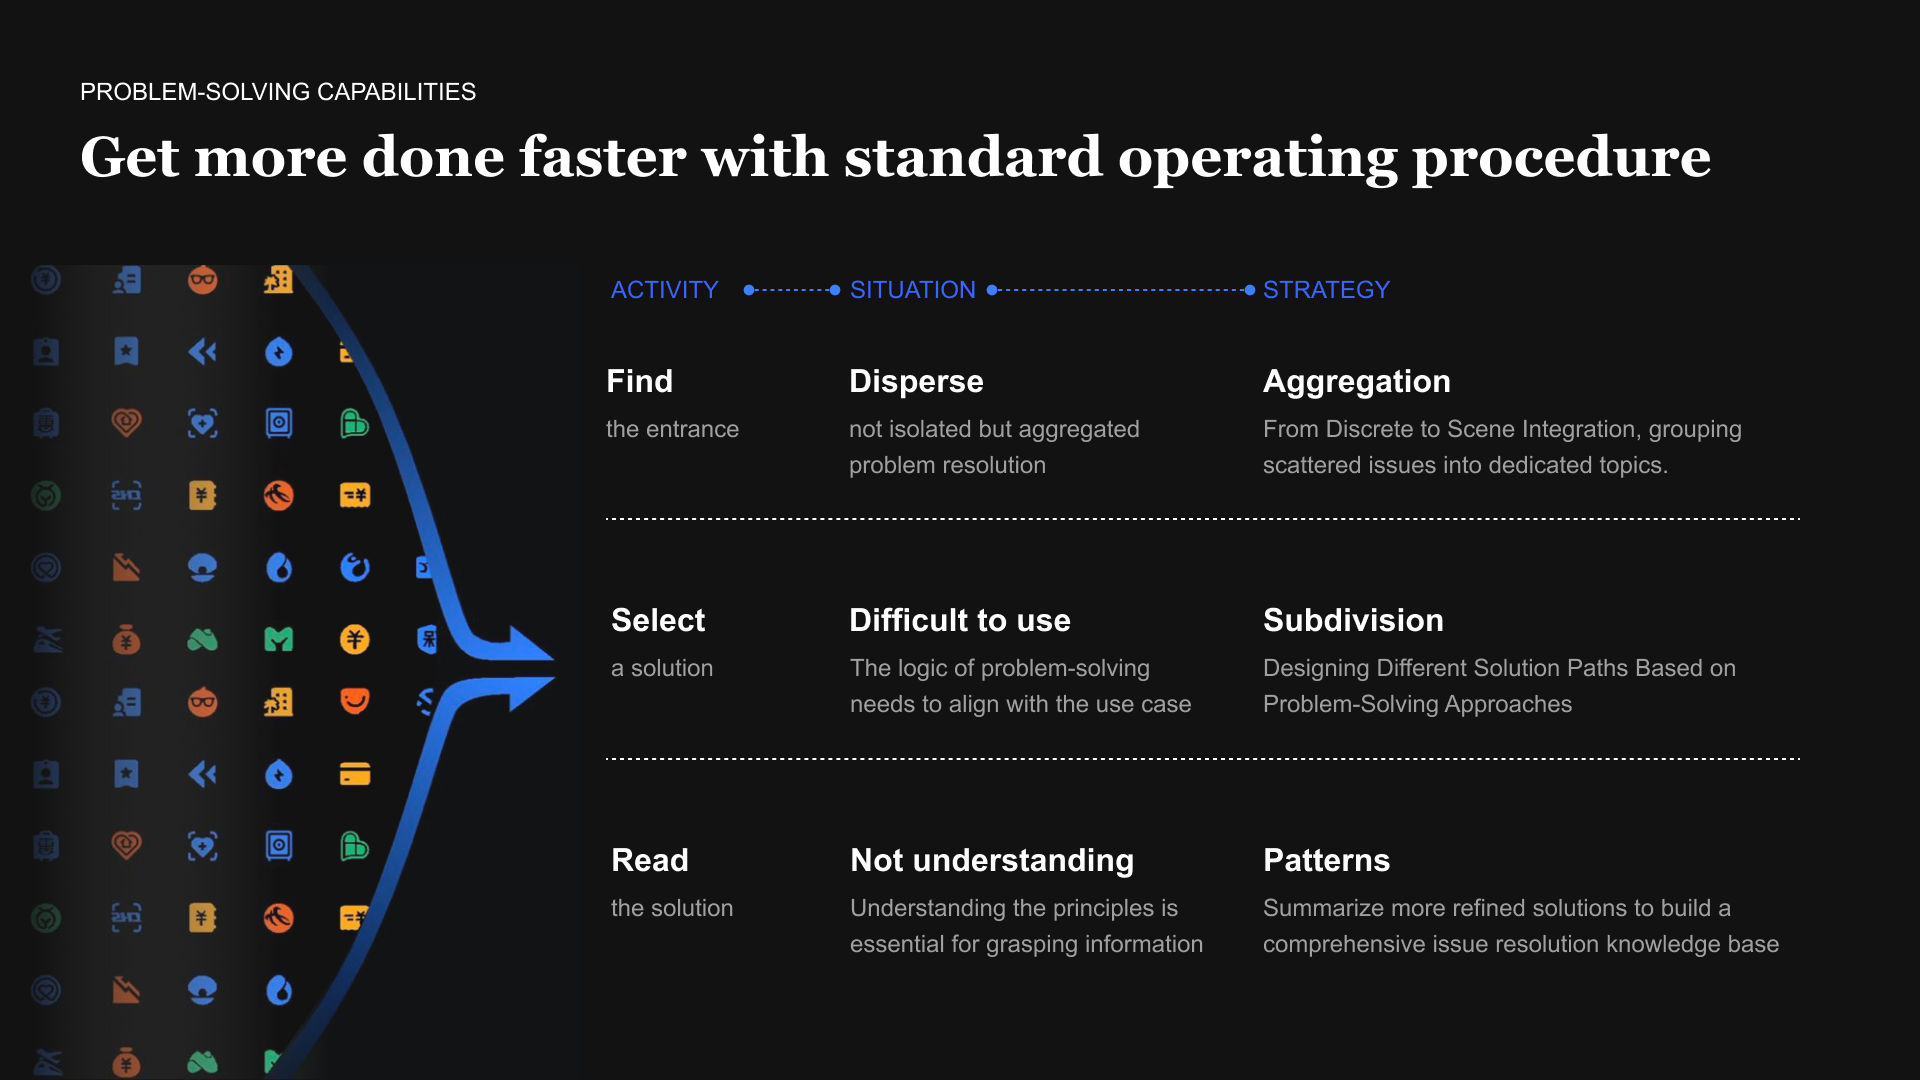 PROBLEM-SOLVING CAPABILITIES
Get more done faster with standard operating procedure
ACTIVITY
SITUATION
STRATEGY
Find
the entrance
Disperse
not isolated but aggregated
problem resolution
Aggregation
From Discrete to Scene Integration, grouping
scattered issues into dedicated topics.
Select
a solution
Difficult to use
The logic of problem-solving
needs to align with the use case
Subdivision
Designing Different Solution Paths Based on
Problem-Solving Approaches
Read
the solution
Not understanding
Understanding the principles is
essential for grasping information
Patterns
Summarize more refined solutions to build a
comprehensive issue resolution knowledge base